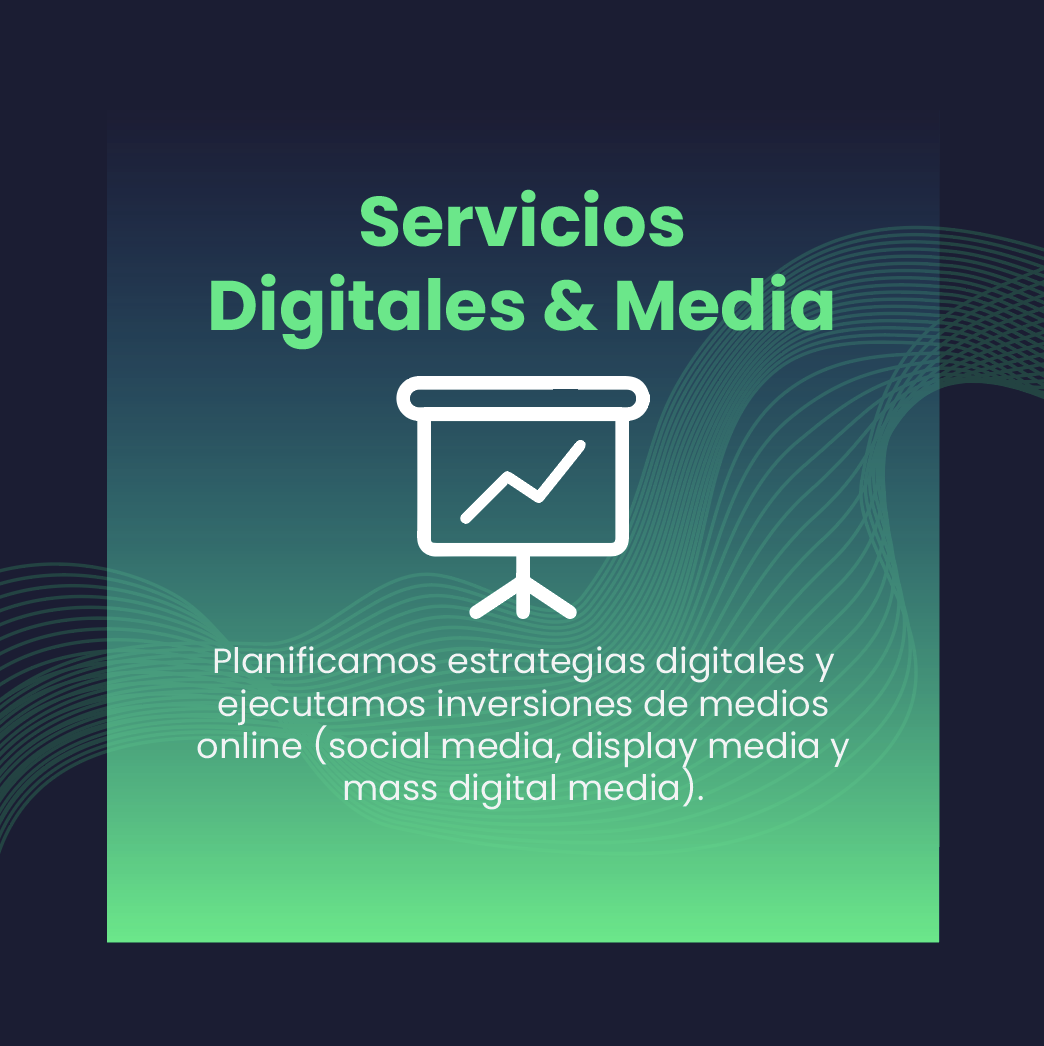 Servicios
Digitales & Media
Planificamos estrategias digitales y
ejecutamos inversiones de medios
online (social media, display media y
mass digital media).